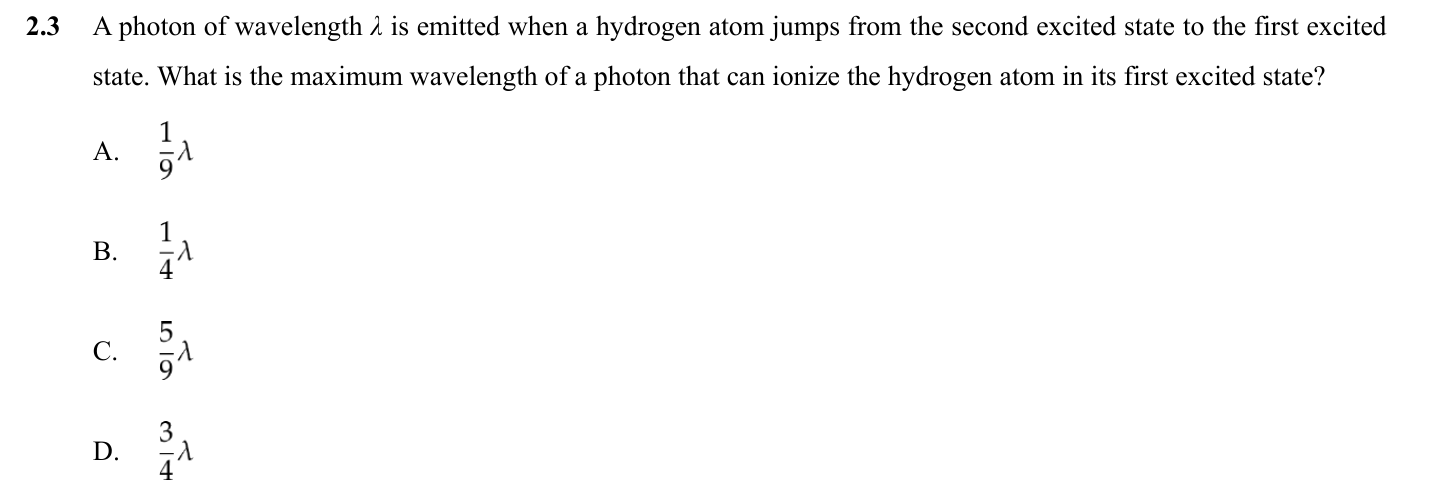 2.3 A photon of wavelength λ is emitted when a hydrogen atom jumps from the second excited state to the first excited
state. What is the maximum wavelength of a photon that can ionize the hydrogen atom in its first excited state?
A. 1/9 λ
B. 1/4 λ
C. 5/9 λ
D. 3/4 λ